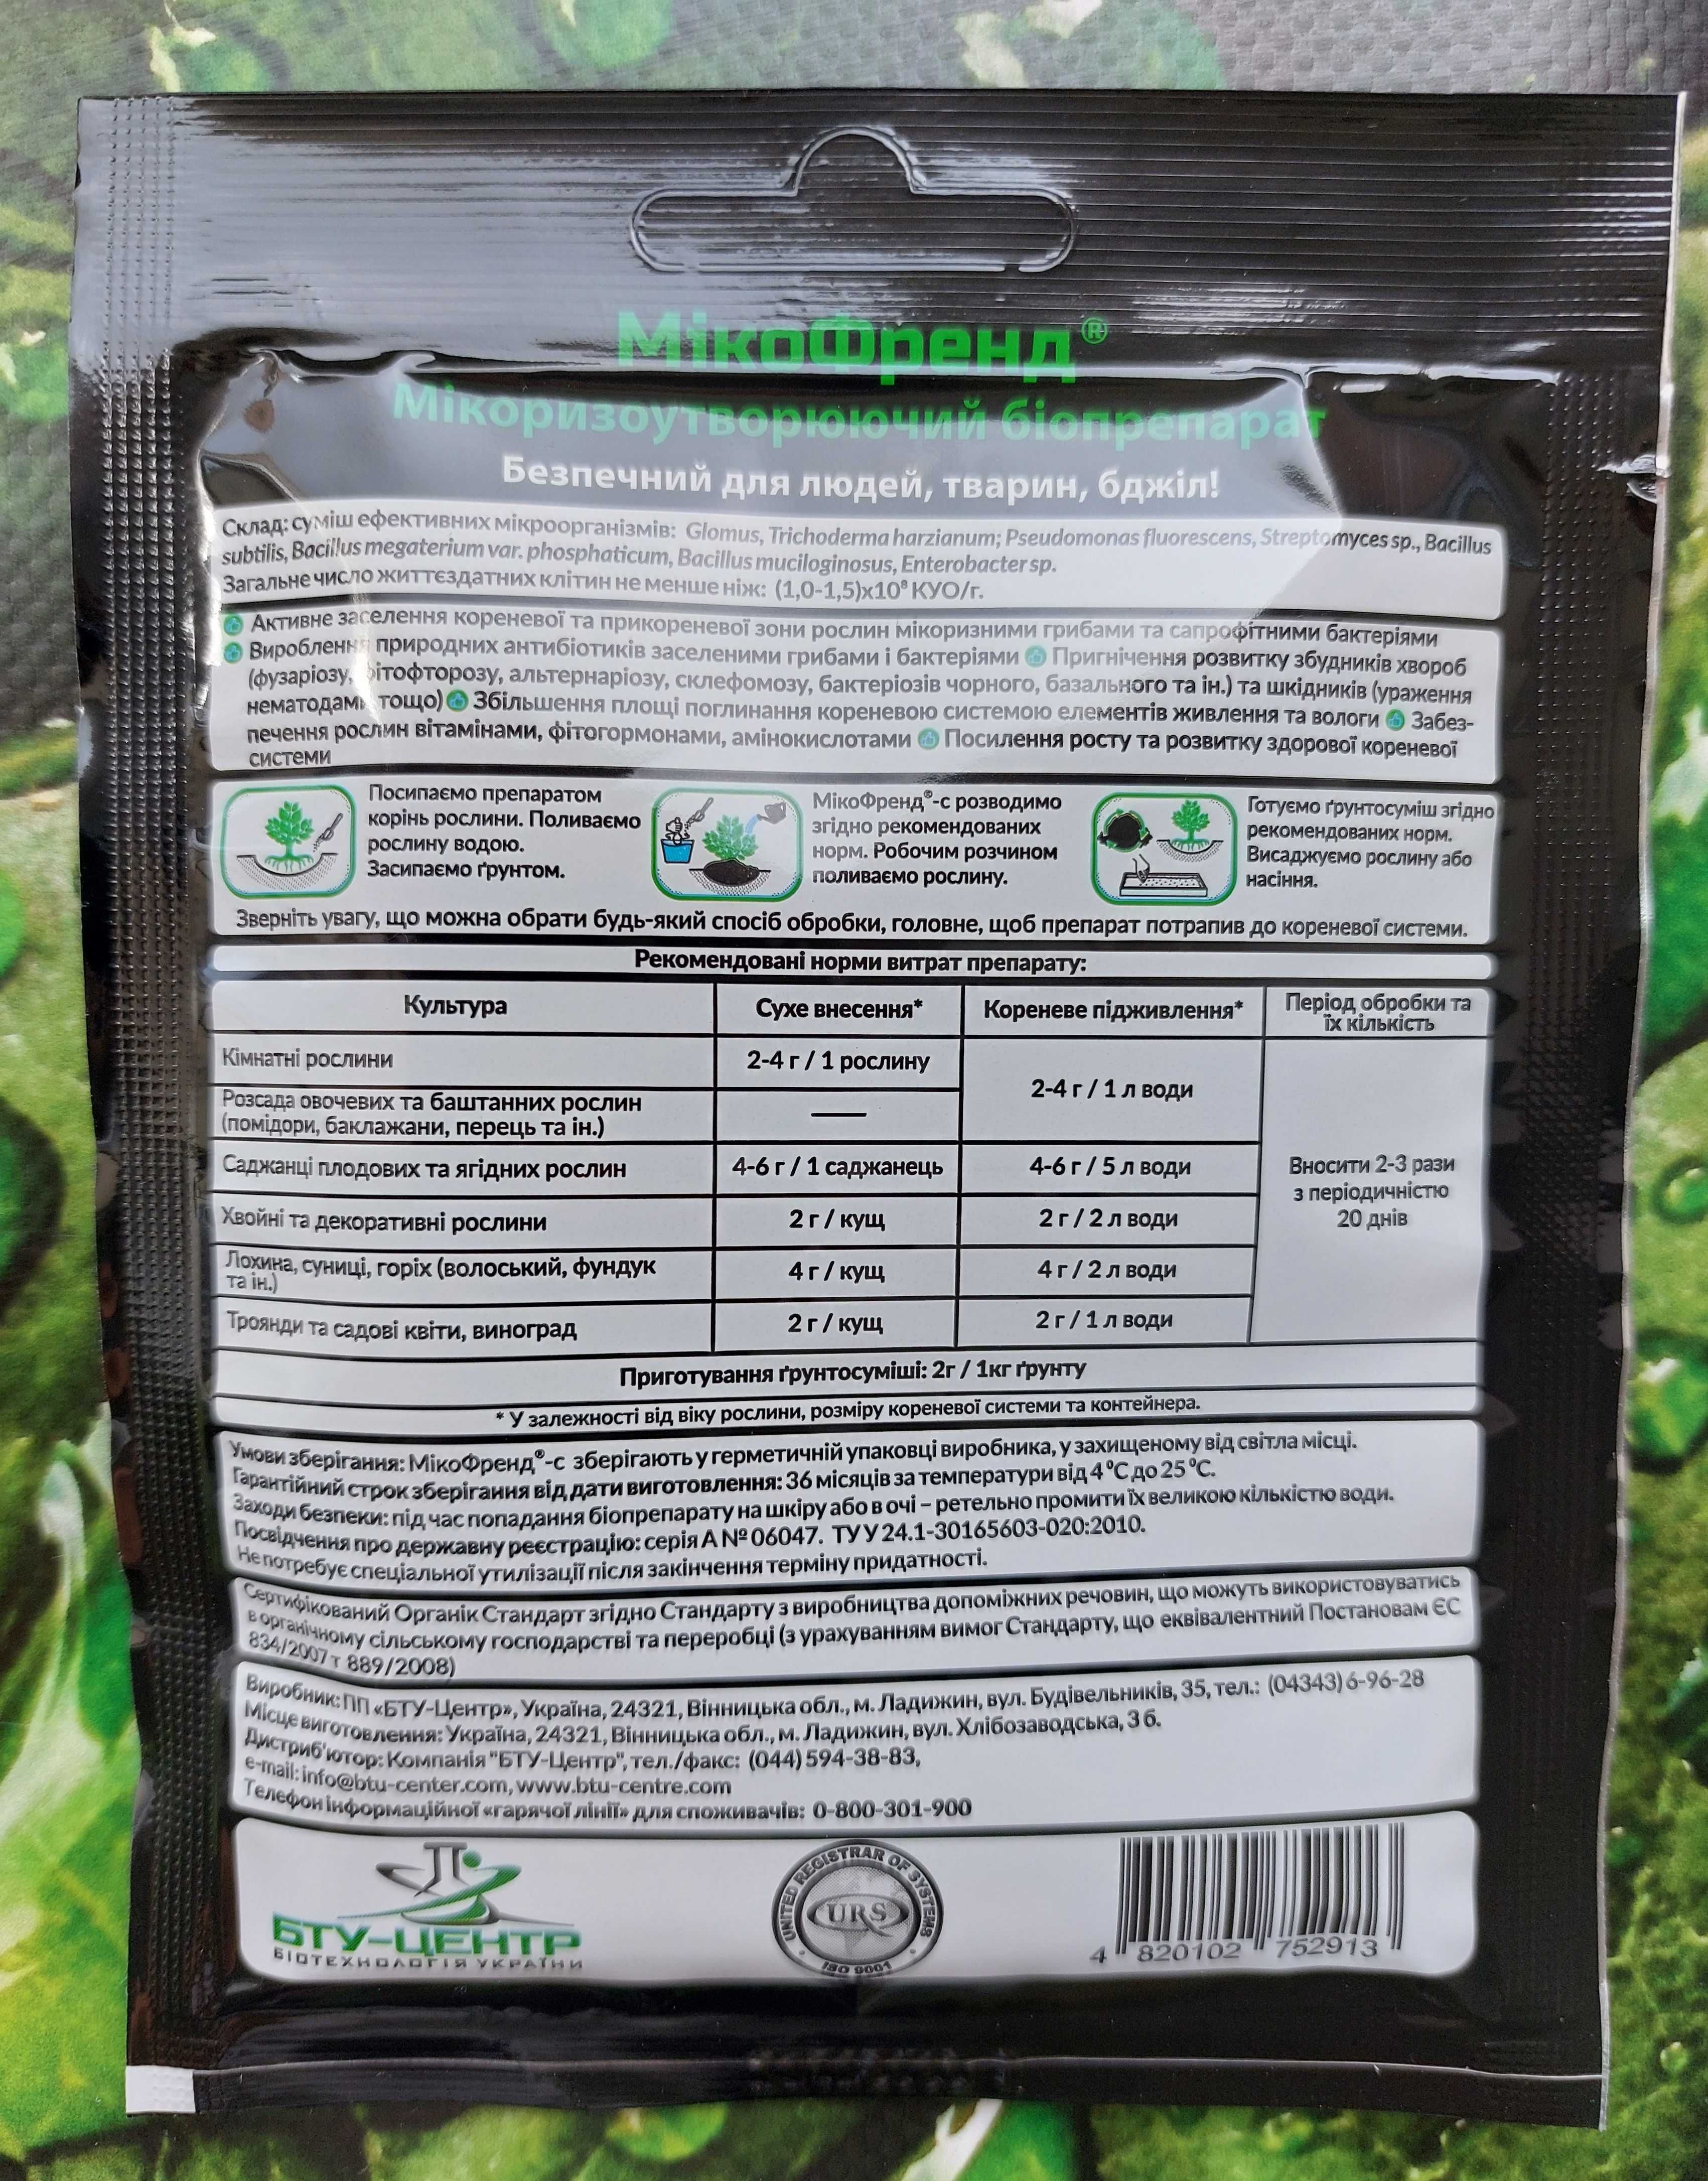 МікоФренд®
Мікоризоутворюючий біопрепарат
Безпечний для людей, тварин, бджіл!
Склад: суміш ефективних мікроорганізмів: Glomus, Trichoderma harzianum; Pseudomonas fluorescens, Streptomyces sp., Bacillus
subtilis, Bacillus megaterium var. phosphaticum, Bacillus muciloginosus, Enterobacter sp.
Загальне число життєздатних клітин не менше ніж: (1,0-1,5)х10⁸ КУО/г.
Активне заселення кореневої та прикореневої зони рослин мікоризними грибами та сапрофітними бактеріями
Вироблення природних антибіотиків заселеними грибами і бактеріями Пригнічення розвитку збудників хвороб
(фузаріозу, фітофторозу, альтернаріозу, склефомозу, бактеріозів чорного, базального та ін.) та шкідників (ураження
нематодами тощо) Збільшення площі поглинання кореневою системою елементів живлення та вологи Забез-
печення рослин вітамінами, фітогормонами, амінокислотами Посилення росту та розвитку здорової кореневої
системи
Посипаємо препаратом
корінь рослини. Поливаємо
рослину водою.
Засипаємо ґрунтом.
МікоФренд®-с розводимо
згідно рекомендованих
норм. Робочим розчином
поливаємо рослину.
Готуємо ґрунтосуміш згідно
рекомендованих норм.
Висаджуємо рослину або
насіння.
Зверніть увагу, що можна обрати будь-який спосіб обробки, головне, щоб препарат потрапив до кореневої системи.
Рекомендовані норми витрат препарату:
Культура Сухе внесення* Кореневе підживлення* Період обробки та
їх кількість
Кімнатні рослини 2-4 г / 1 рослину 2-4 г / 1 л води
Розсада овочевих та баштанних рослин
(помідори, баклажани, перець та ін.) —
Саджанці плодових та ягідних рослин 4-6 г / 1 саджанець 4-6 г / 5 л води
Вносити 2-3 рази
з періодичністю
20 днів
Хвойні та декоративні рослини 2 г / кущ 2 г / 2 л води
Лохина, суниці, горіх (волоський, фундук
та ін.) 4 г / кущ 4 г / 2 л води
Троянди та садові квіти, виноград 2 г / кущ 2 г / 1 л води
Приготування ґрунтосуміші: 2г / 1кг ґрунту
* У залежності від віку рослини, розміру кореневої системи та контейнера.
Умови зберігання: МікоФренд®-с зберігають у герметичній упаковці виробника, у захищеному від світла місці.
Гарантійний строк зберігання від дати виготовлення: 36 місяців за температури від 4 °С до 25 °С.
Заходи безпеки: під час попадання біопрепарату на шкіру або в очі – ретельно промити їх великою кількістю води.
Посвідчення про державну реєстрацію: серія А № 06047. ТУ У 24.1-30165603-020:2010.
Не потребує спеціальної утилізації після закінчення терміну придатності.
Сертифікований Органік Стандарт згідно Стандарту з виробництва допоміжних речовин, що можуть використовуватись
в органічному сільському господарстві та переробці (з урахуванням вимог Стандарту, що еквівалентний Постановам ЄС
834/2007 т 889/2008)
Виробник: ПП «БТУ-Центр», Україна, 24321, Вінницька обл., м. Ладижин, вул. Будівельників, 35, тел.: (04343) 6-96-28
Місце виготовлення: Україна, 24321, Вінницька обл., м. Ладижин, вул. Хлібозаводська, 3 б.
Дистриб'ютор: Компанія "БТУ-Центр", тел./факс: (044) 594-38-83,
e-mail: info@btu-center.com, www.btu-centre.com
Телефон інформаційної «гарячої лінії» для споживачів: 0-800-301-900
БТУ-ЦЕНТР
БІОТЕХНОЛОГІЯ УКРАЇНИ
UNITED REGISTRAR OF SYSTEMS
URS
ISO 9001
4 820102 752913